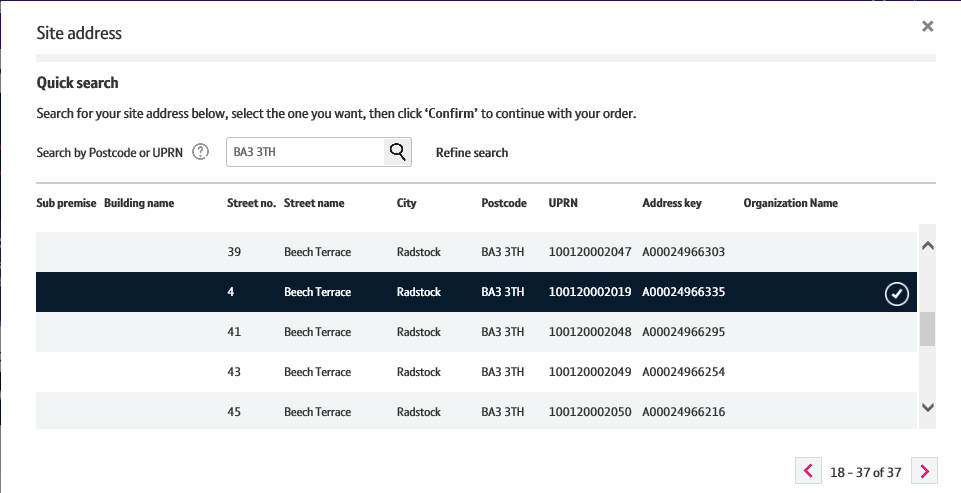 Site address
Quick search
Search for your site address below, select the one you want, then click ‘Confirm’ to continue with your order.
Search by Postcode or UPRN ? BA3 3TH Refine search
Sub premise Building name Street no. Street name City Postcode UPRN Address key Organization Name
39 Beech Terrace Radstock BA3 3TH 100120002047 A00024966303
4 Beech Terrace Radstock BA3 3TH 100120002019 A00024966335
41 Beech Terrace Radstock BA3 3TH 100120002048 A00024966295
43 Beech Terrace Radstock BA3 3TH 100120002049 A00024966254
45 Beech Terrace Radstock BA3 3TH 100120002050 A00024966216
18 - 37 of 37